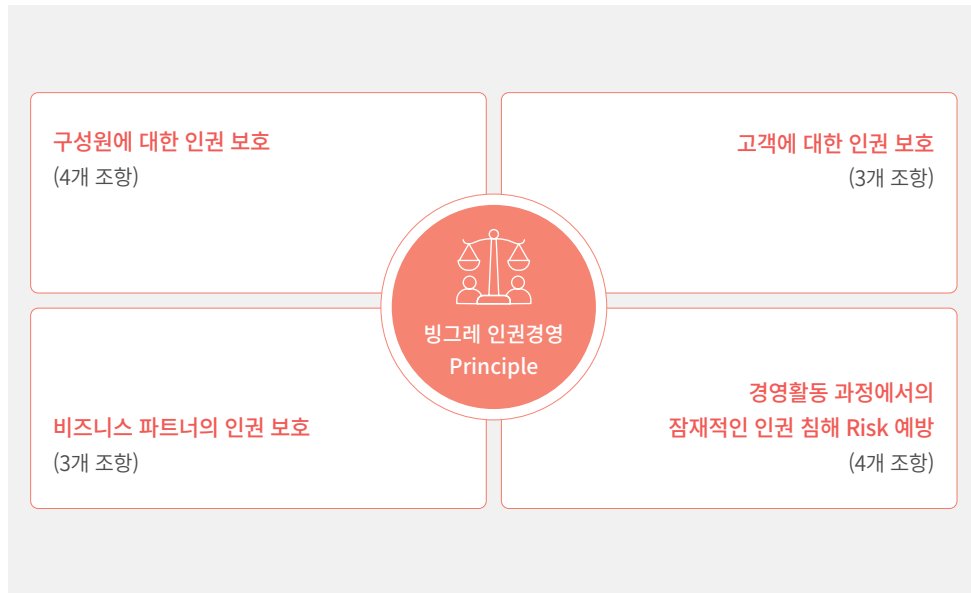 구성원에 대한 인권 보호
(4개 조항)
고객에 대한 인권 보호
(3개 조항)
빙그레 인권경영
Principle
비즈니스 파트너의 인권 보호
(3개 조항)
경영활동 과정에서의
잠재적인 인권 침해 Risk 예방
(4개 조항)